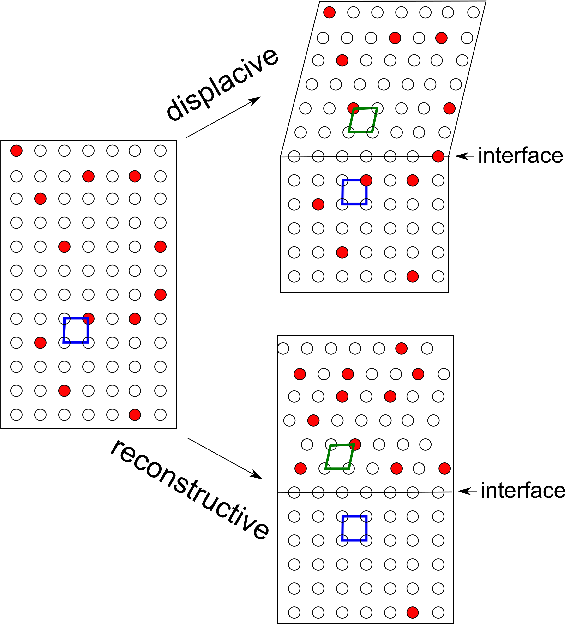 displacive
interface
reconstructive
interface